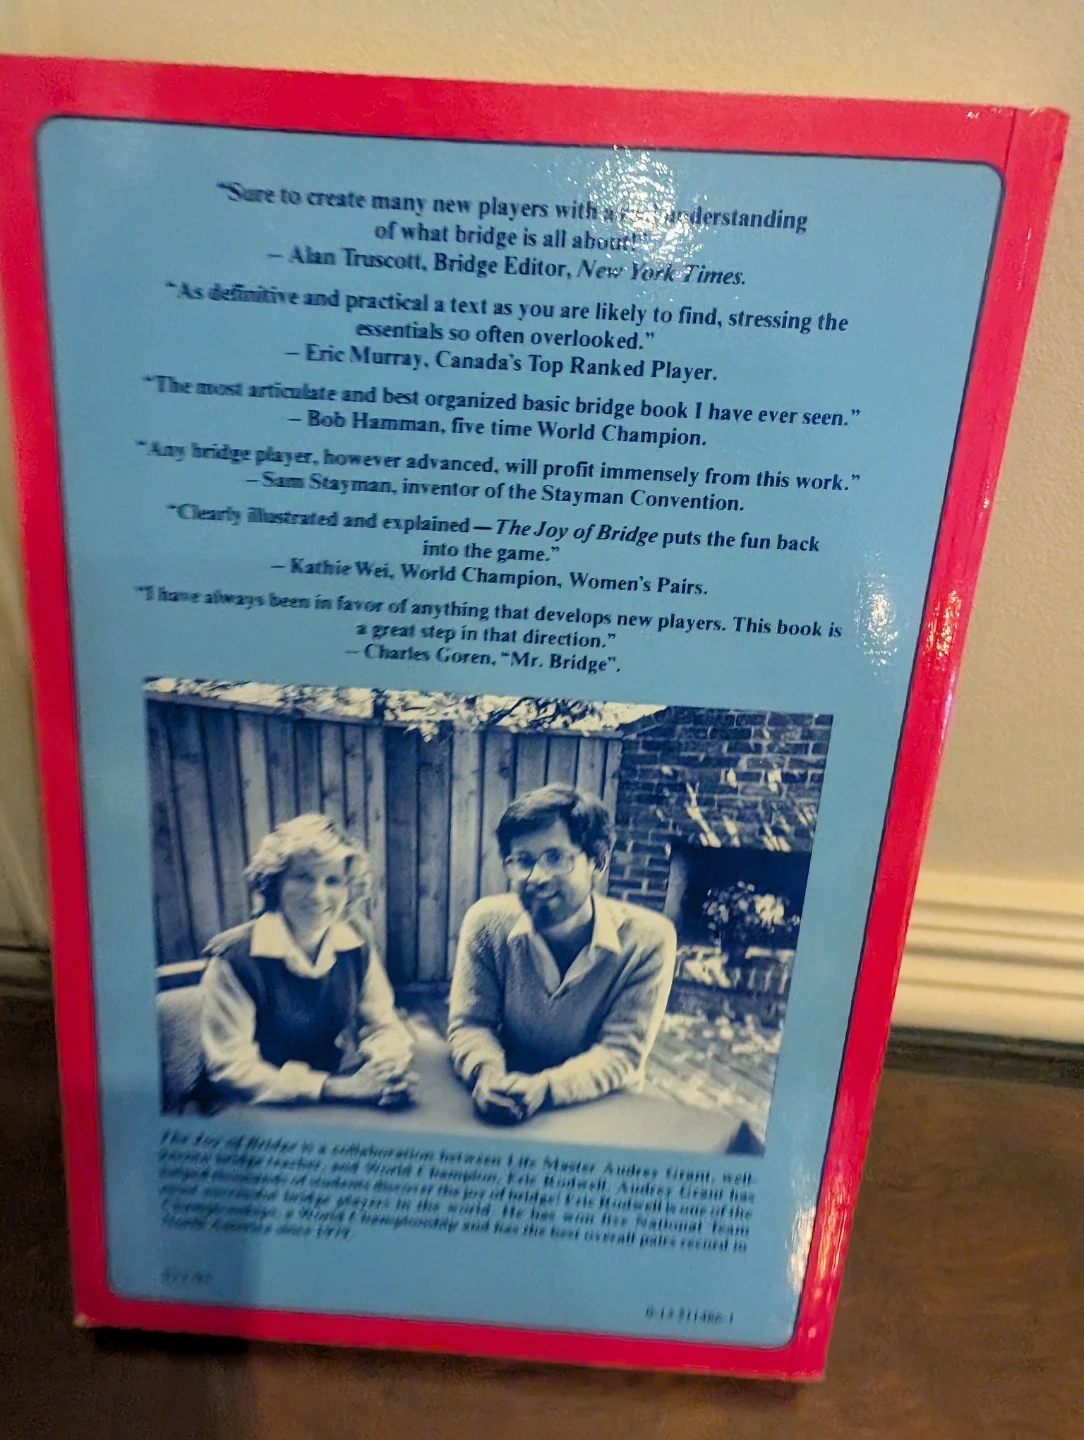 “Sure to create many new players with a understanding
of what bridge is all about!”
– Alan Truscott, Bridge Editor, New York Times.
“As definitive and practical a text as you are likely to find, stressing the
essentials so often overlooked.”
– Eric Murray, Canada’s Top Ranked Player.
“The most articulate and best organized basic bridge book I have ever seen.”
– Bob Hamman, five time World Champion.
“Any bridge player, however advanced, will profit immensely from this work.”
– Sam Stayman, inventor of the Stayman Convention.
“Clearly illustrated and explained — The Joy of Bridge puts the fun back
into the game.”
– Kathie Wei, World Champion, Women’s Pairs.
“I have always been in favor of anything that develops new players. This book is
a great step in that direction.”
– Charles Goren, “Mr. Bridge”.
The Joy of Bridge is a collaboration between Life Master Audrey Grant, well-
known bridge teacher, and World Champion, Eric Rodwell. Audrey Grant has
helped thousands of students discover the joy of bridge! Eric Rodwell is one of the
most successful bridge players in the world. He has won five National Team
Championships, a World Championship and has the best overall pairs record in
North America since 1979.